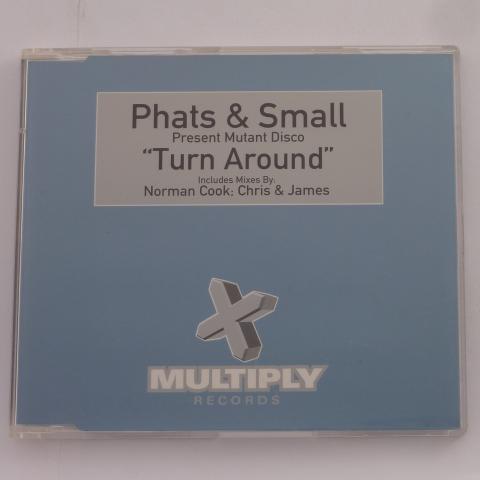 Phats & Small
Present Mutant Disco
“Turn Around”
Includes Mixes By:
Norman Cook; Chris & James
MULTIPLY
RECORDS